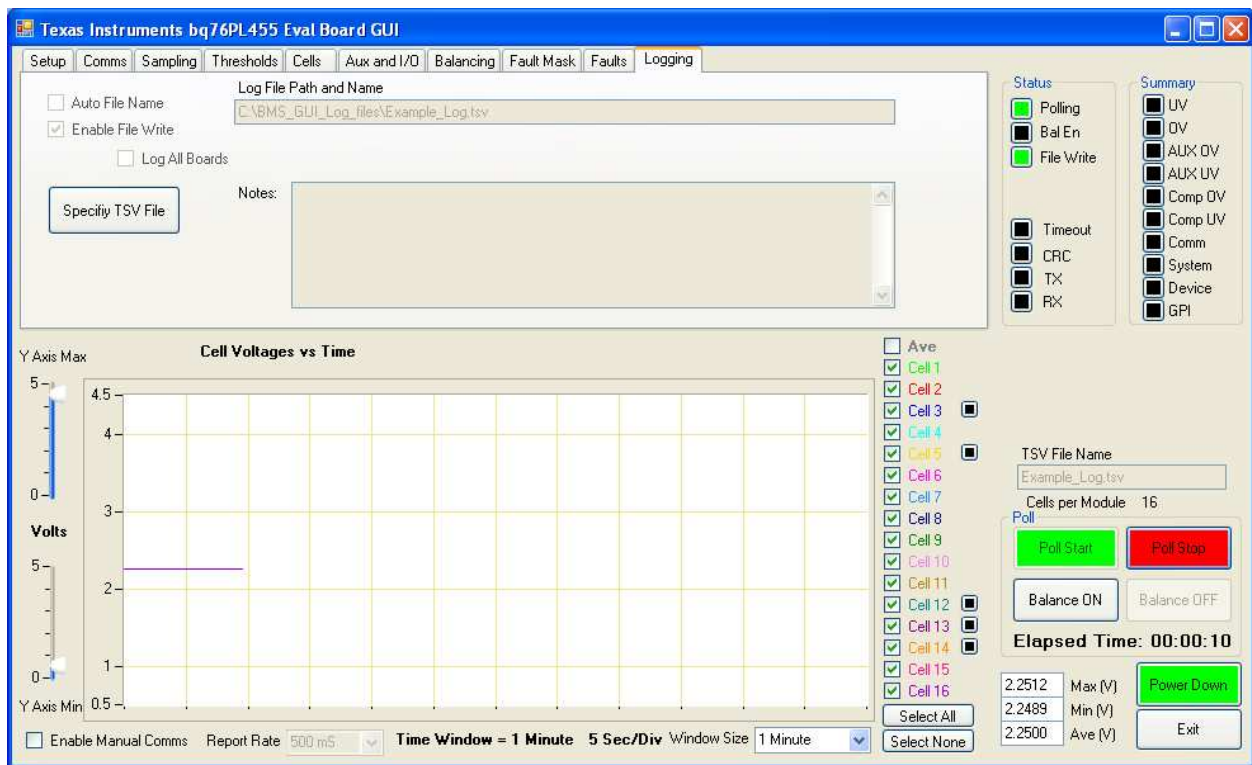 Texas Instruments bq76PL455 Eval Board GUI
Setup Comms Sampling Thresholds Cells Aux and I/O Balancing Fault Mask Faults Logging
Auto File Name
Enable File Write
Log All Boards
Specifiy TSV File
Log File Path and Name
C:\BMS_GUI_Log_files\Example_Log.tsv
Notes:
Status
Polling
Bal En
File Write
Timeout
CRC
TX
RX
Summary
UV
OV
AUX OV
AUX UV
Comp OV
Comp UV
Comm
System
Device
GPI
Y Axis Max
5
0
Volts
5
0
Y Axis Min
Cell Voltages vs Time
4.5
4
3
2
1
0.5
Ave
Cell 1
Cell 2
Cell 3
Cell 4
Cell 5
Cell 6
Cell 7
Cell 8
Cell 9
Cell 10
Cell 11
Cell 12
Cell 13
Cell 14
Cell 15
Cell 16
Select All
Select None
TSV File Name
Example_Log.tsv
Cells per Module 16
Poll
Poll Start Poll Stop
Balance ON Balance OFF
Elapsed Time: 00:00:10
2.2512 Max (V)
2.2489 Min (V)
2.2500 Ave (V)
Power Down
Exit
Enable Manual Comms Report Rate 500 mS Time Window = 1 Minute 5 Sec/Div Window Size 1 Minute